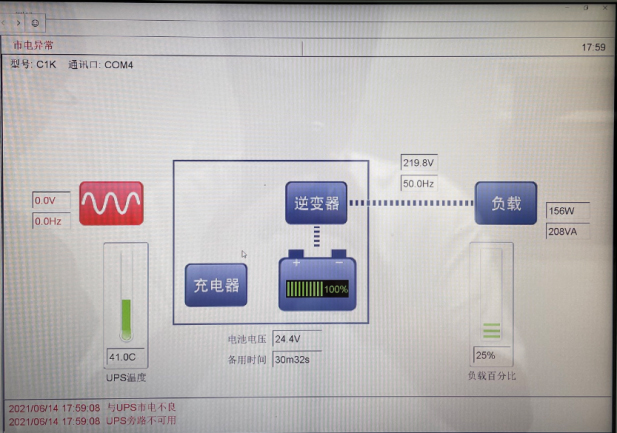 市电异常
17:59
型号: C1K 通讯口: COM4
219.8V
50.0Hz
0.0V
0.0Hz
逆变器
负载
156W
208VA
充电器
+ −
100%
41.0C
UPS温度
电池电压 24.4V
备用时间 30m32s
25%
负载百分比
2021/06/14 17:59:08 与UPS市电不良
2021/06/14 17:59:08 UPS旁路不可用